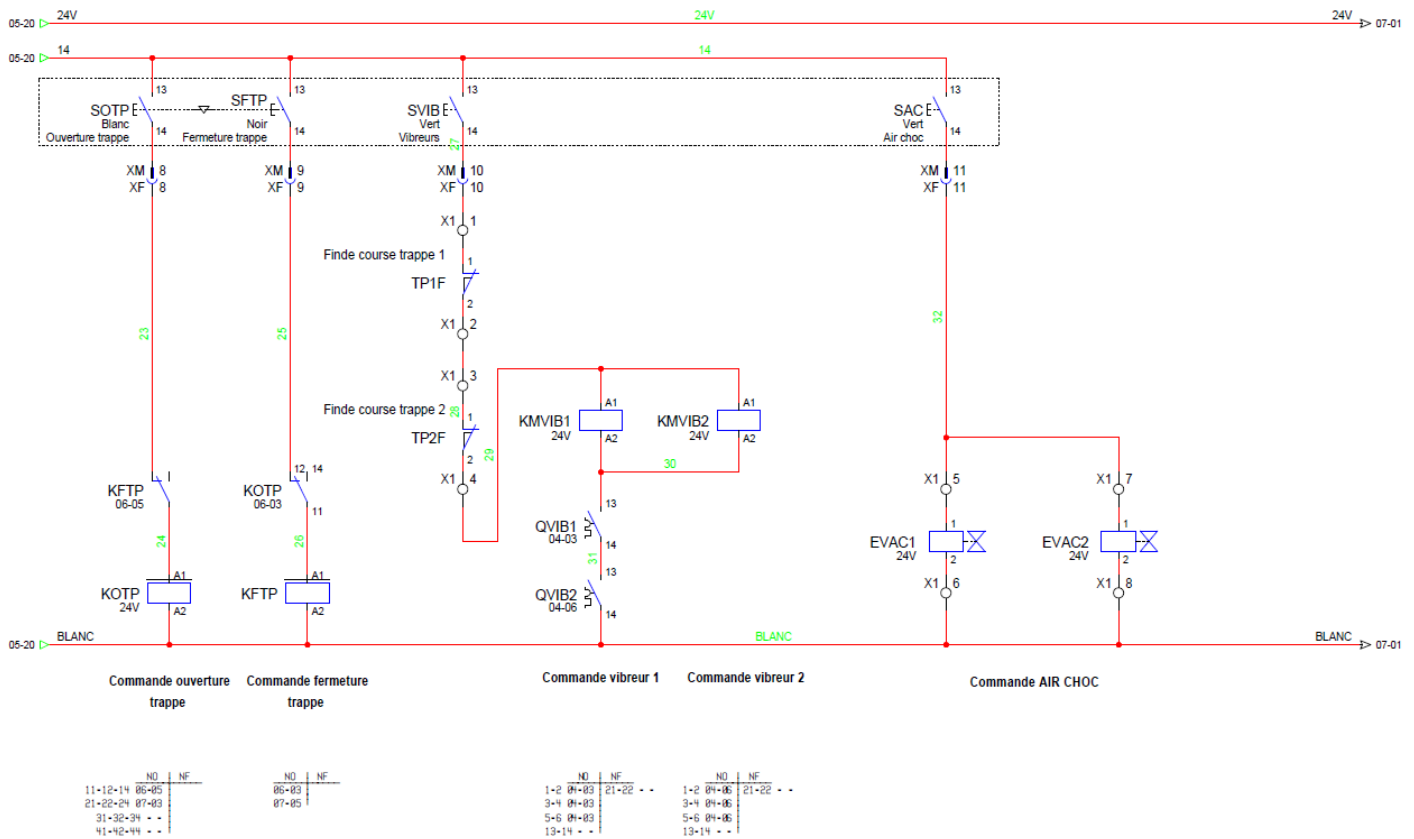 24V 24V 24V
05-20 07-01
05-20 14 14
13 13 13 13
SOTP SFTP SVIB SAC
Blanc Noir Vert Vert
Ouverture trappe Fermeture trappe Vibreurs Air choc
14 14 14 14
27
XM 8 XM 9 XM 10 XM 11
XF 8 XF 9 XF 10 XF 11
X1 1
Finde course trappe 1
1
TP1F
2
23 25 X1 2 32
X1 3
Finde course trappe 2 28
1
TP2F
2
29
X1 4
A1 A1
KMVIB1 KMVIB2
24V 24V
A2 A2
30
12 14
KFTP KOTP
06-05 06-03
11
24 26
13
QVIB1
04-03
14
31
13
QVIB2
04-06
14
X1 5 X1 7
1 1
EVAC1 EVAC2
24V 24V
2 2
X1 6 X1 8
A1 A1
KOTP KFTP
24V
A2 A2
05-20 BLANC BLANC BLANC 07-01
Commande ouverture trappe
Commande fermeture trappe
Commande vibreur 1
Commande vibreur 2
Commande AIR CHOC
NO NF
11-12-14 06-05
21-22-24 07-03
31-32-34 - -
41-42-44 - -
NO NF
06-03
07-05
NO NF
1-2 04-03 21-22 - -
3-4 04-03
5-6 04-03
13-14 - -
NO NF
1-2 04-06 21-22 - -
3-4 04-06
5-6 04-06
13-14 - -